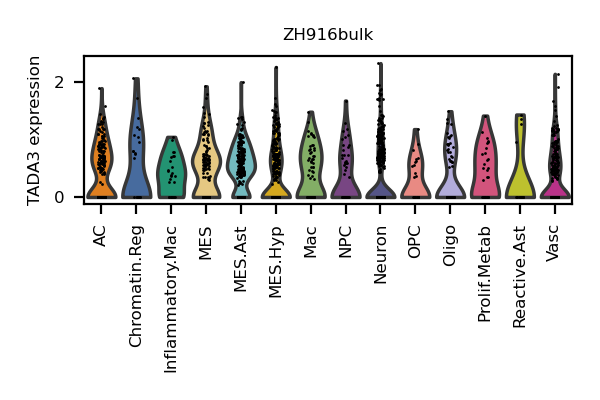 ZH916bulk
TADA3 expression
2
0
AC
Chromatin.Reg
Inflammatory.Mac
MES
MES.Ast
MES.Hyp
Mac
NPC
Neuron
OPC
Oligo
Prolif.Metab
Reactive.Ast
Vasc